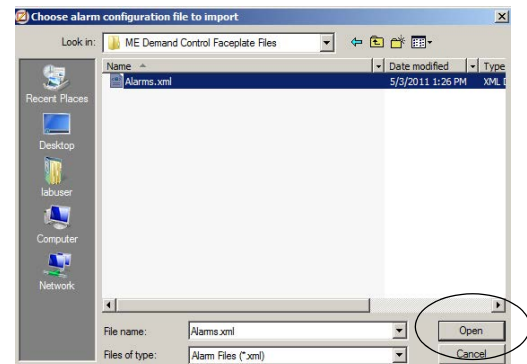 Choose alarm configuration file to import
Look in:
ME Demand Control Faceplate Files
Name
Date modified
Type
Alarms.xml
5/3/2011 1:26 PM
XML D
Recent Places
Desktop
labuser
Computer
Network
File name:
Alarms.xml
Open
Files of type:
Alarm Files (*.xml)
Cancel